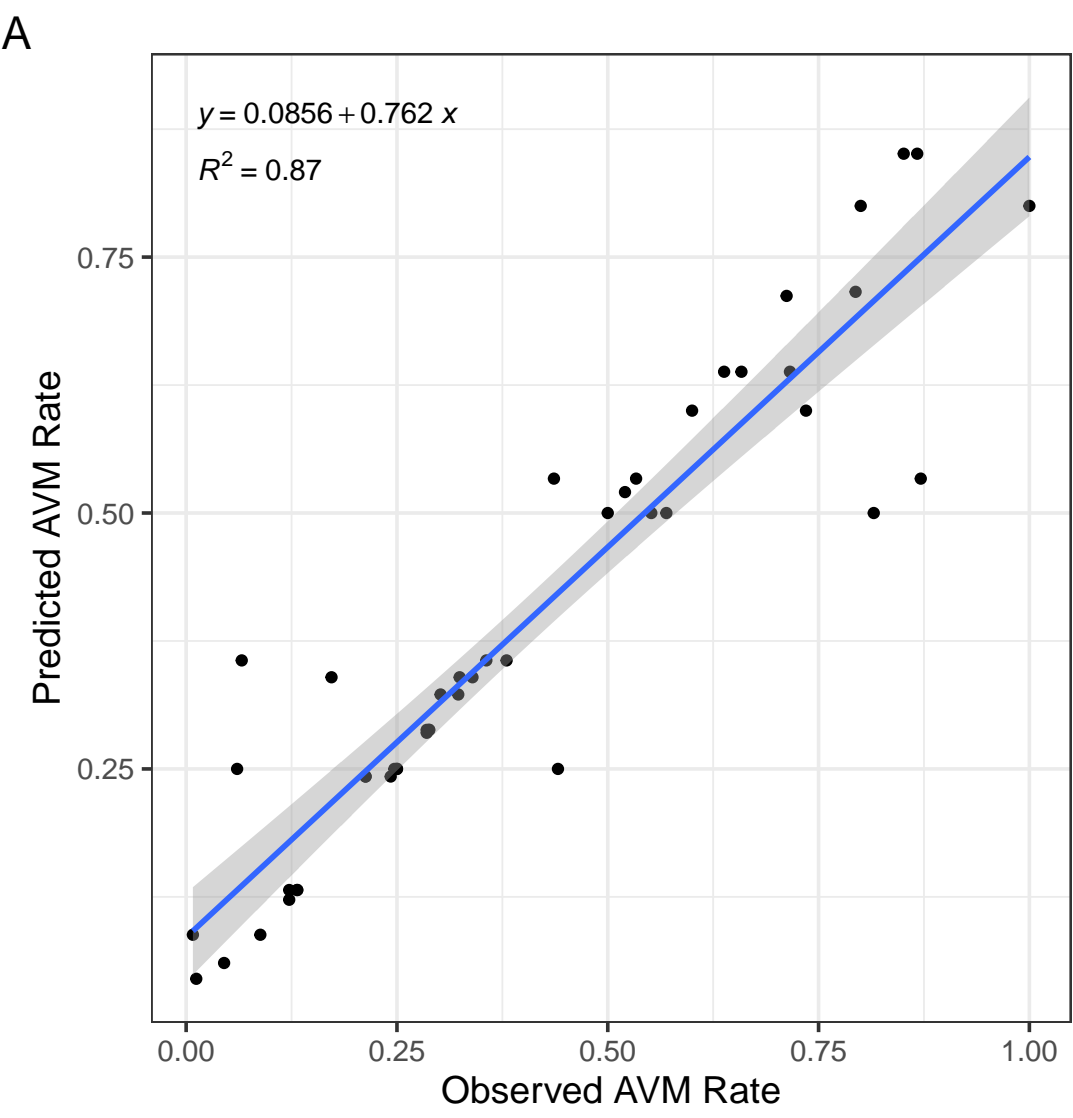 A
y = 0.0856 + 0.762 x
R² = 0.87
0.75
0.50
0.25
Predicted AVM Rate
0.00 0.25 0.50 0.75 1.00
Observed AVM Rate